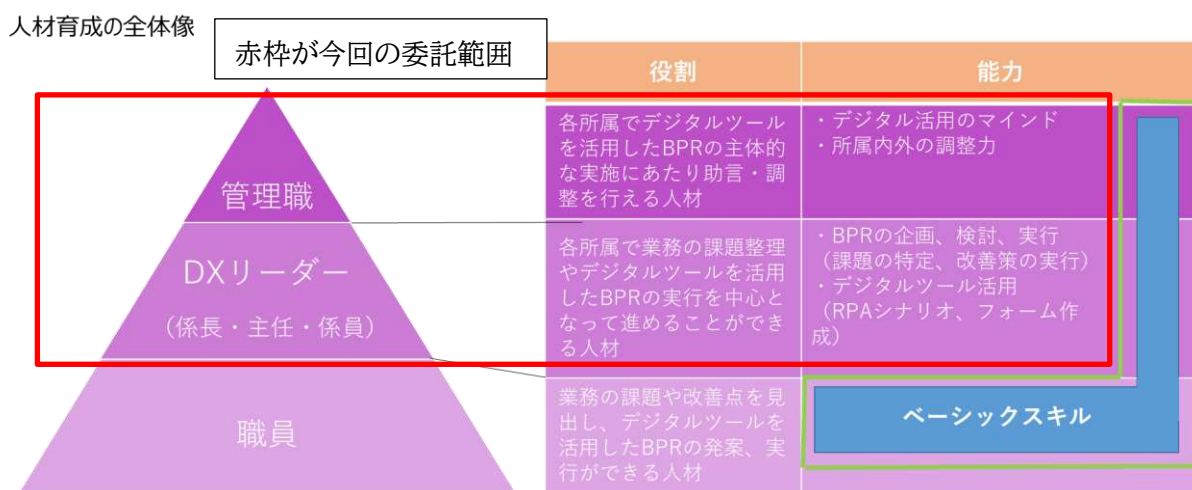 人材育成の全体像
赤枠が今回の委託範囲
役割
能力
管理職
各所属でデジタルツール
を活用したBPRの主体的
な実施にあたり助言・調
整を行える人材
・デジタル活用のマインド
・所属内外の調整力
DXリーダー
（係長・主任・係員）
各所属で業務の課題整理
やデジタルツールを活用
したBPRの実行を中心と
なって進めることができ
る人材
・BPRの企画、検討、実行
（課題の特定、改善策の実行）
・デジタルツール活用
（RPAシナリオ、フォーム作
成）
職員
業務の課題や改善点を見
出し、デジタルツールを
活用したBPRの発案、実
行ができる人材
ベーシックスキル